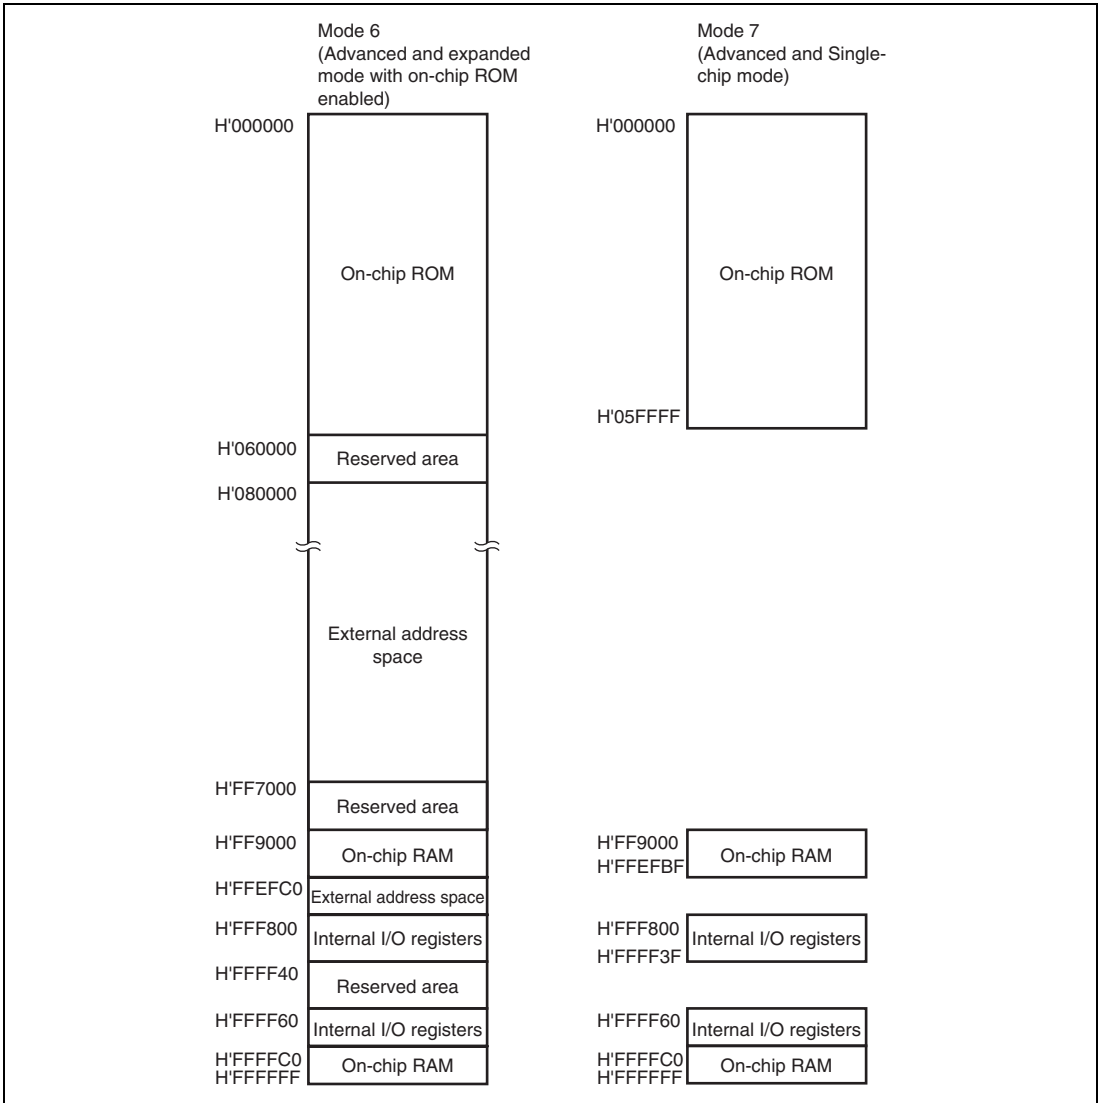 Mode 6
(Advanced and expanded
mode with on-chip ROM
enabled)
H'000000
On-chip ROM
H'060000
Reserved area
H'080000
External address
space
H'FF7000
Reserved area
H'FF9000
On-chip RAM
H'FFEFC0
External address space
H'FFF800
Internal I/O registers
H'FFFF40
Reserved area
H'FFFF60
Internal I/O registers
H'FFFFC0
On-chip RAM
H'FFFFFF
Mode 7
(Advanced and Single-
chip mode)
H'000000
On-chip ROM
H'05FFFF
H'FF9000
On-chip RAM
H'FFEFBF
H'FFF800
Internal I/O registers
H'FFFF3F
H'FFFF60
Internal I/O registers
H'FFFFC0
On-chip RAM
H'FFFFFF